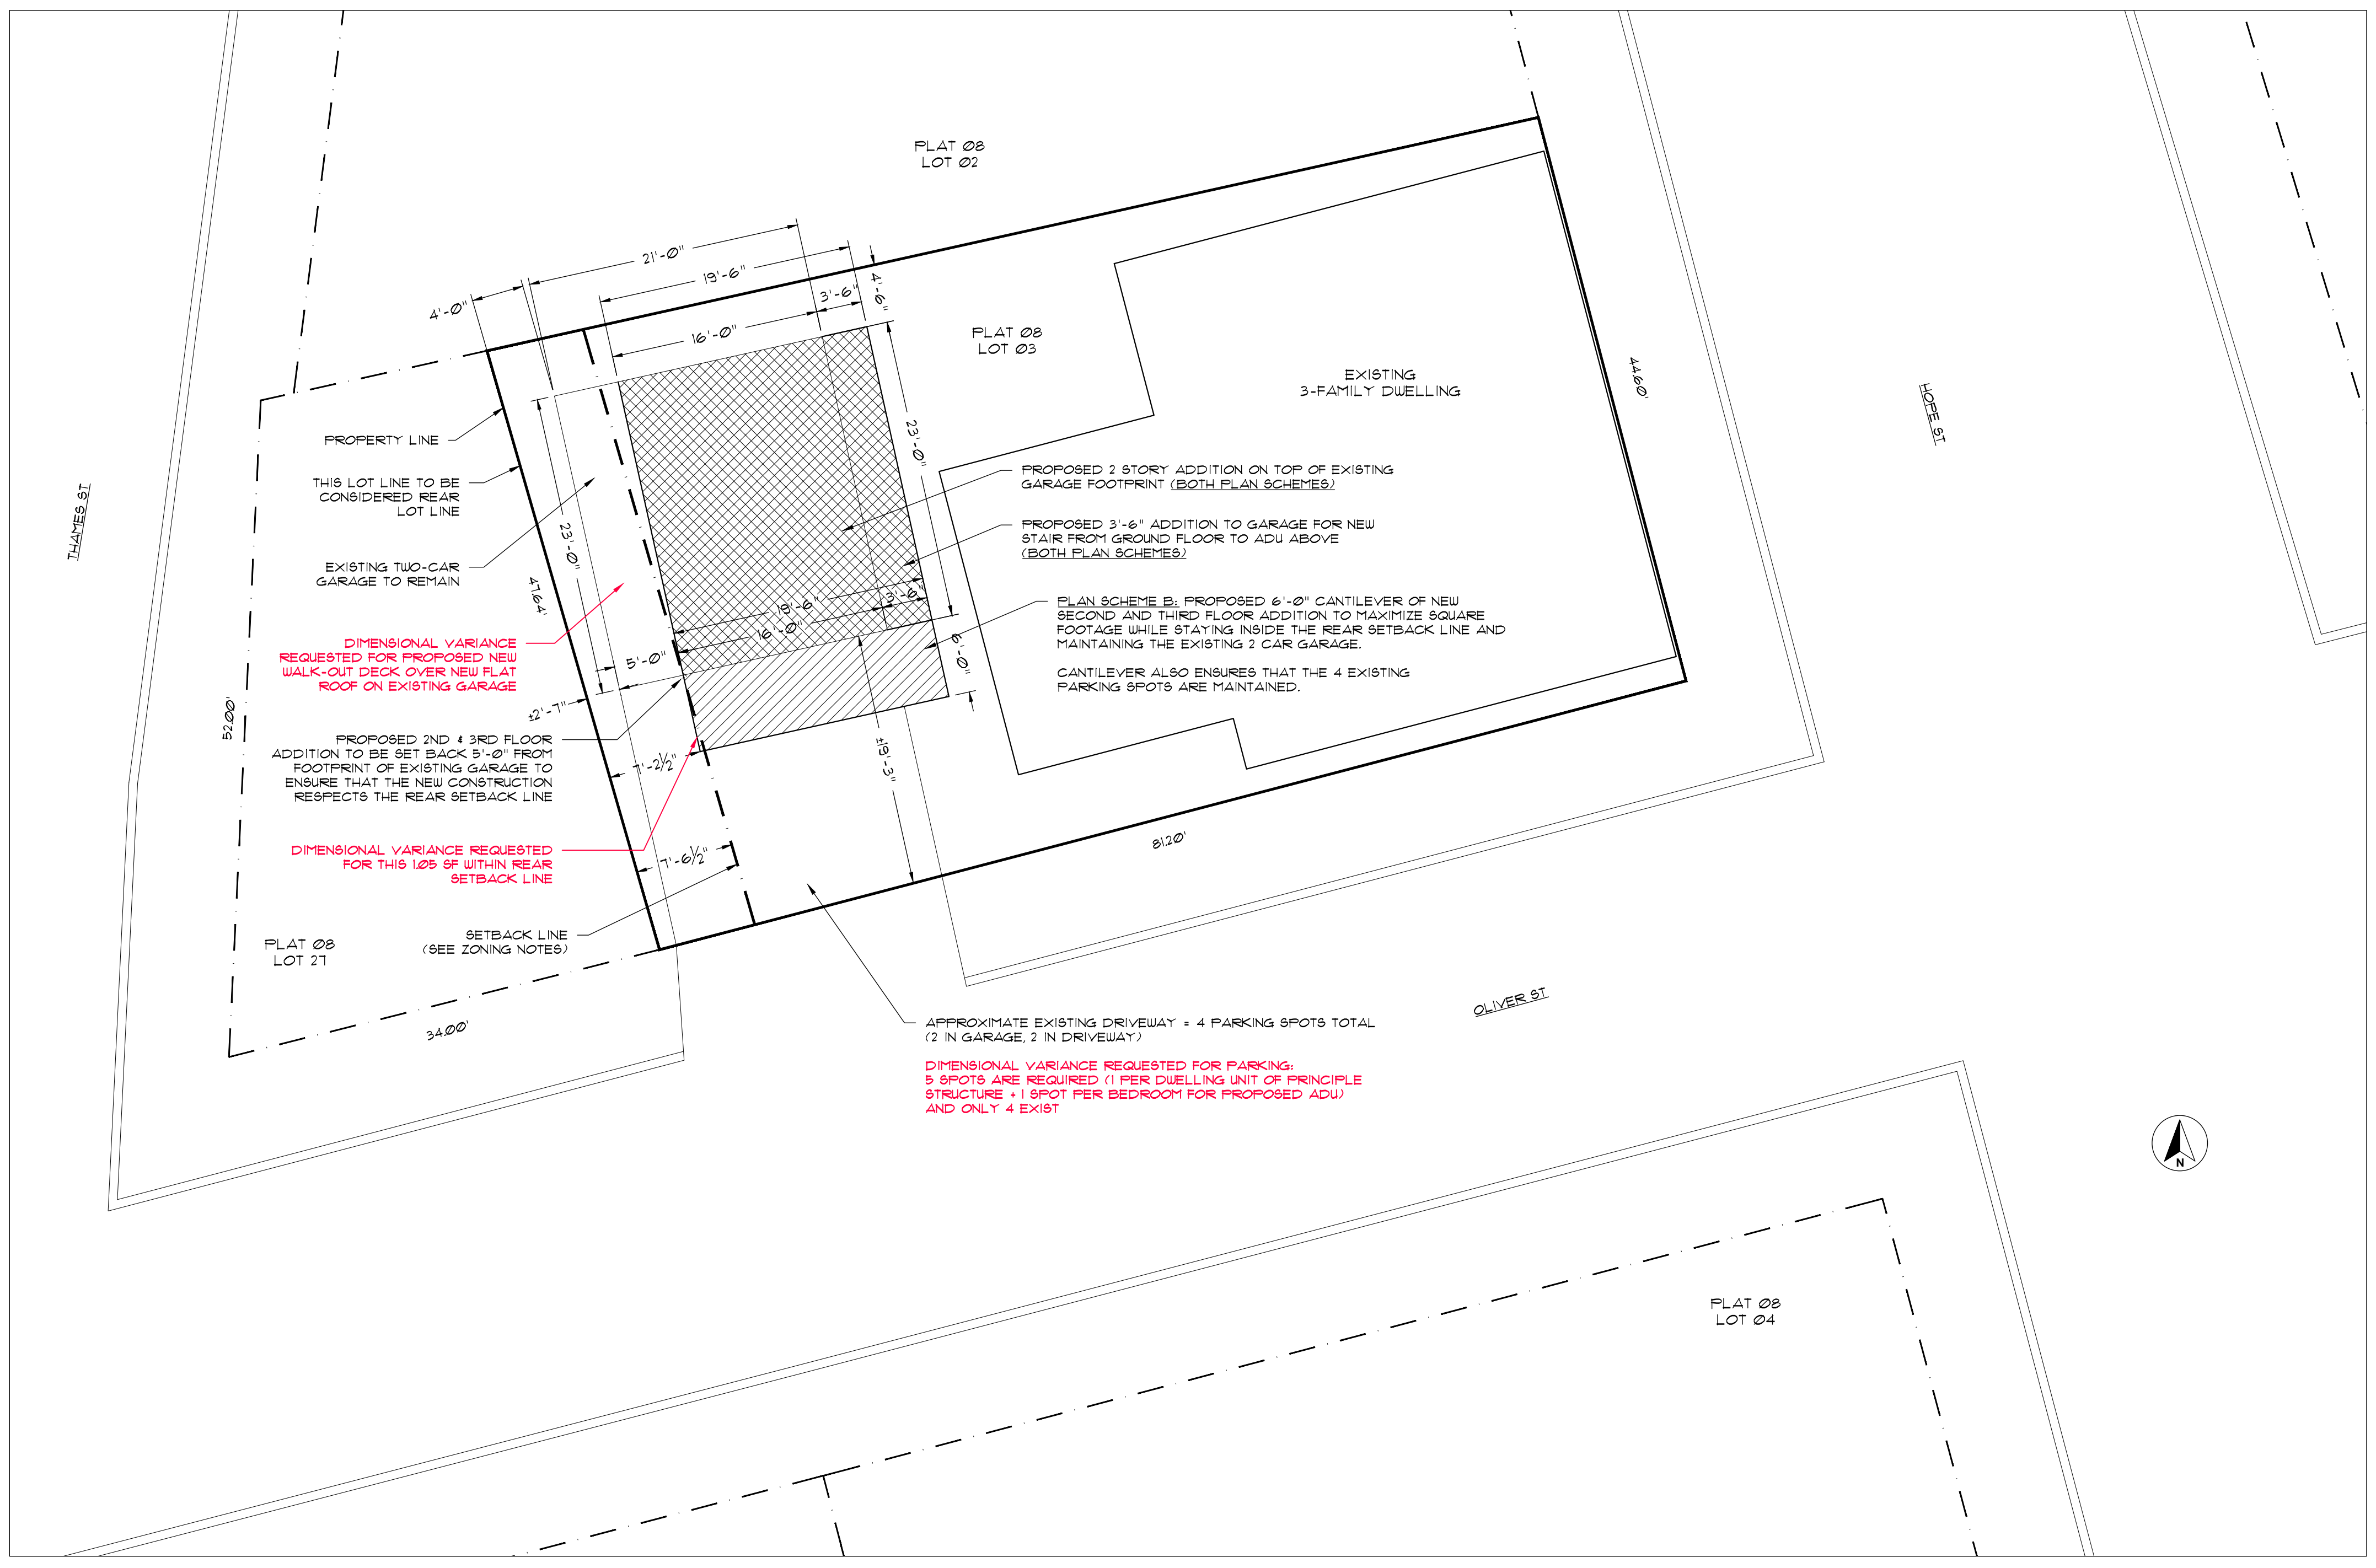 PLAT 08
LOT 02
21'-0"
19'-6"
4'-0"
3'-6"
4'-6"
16'-0"
PLAT 08
LOT 03
EXISTING
3-FAMILY DWELLING
44.60'
HOPE ST
THAMES ST
PROPERTY LINE
THIS LOT LINE TO BE
CONSIDERED REAR
LOT LINE
EXISTING TWO-CAR
GARAGE TO REMAIN
23'-0"
47.64'
23'-0"
PROPOSED 2 STORY ADDITION ON TOP OF EXISTING
GARAGE FOOTPRINT (BOTH PLAN SCHEMES)
PROPOSED 3'-6" ADDITION TO GARAGE FOR NEW
STAIR FROM GROUND FLOOR TO ADU ABOVE
(BOTH PLAN SCHEMES)
PLAN SCHEME B: PROPOSED 6'-0" CANTILEVER OF NEW
SECOND AND THIRD FLOOR ADDITION TO MAXIMIZE SQUARE
FOOTAGE WHILE STAYING INSIDE THE REAR SETBACK LINE AND
MAINTAINING THE EXISTING 2 CAR GARAGE.
CANTILEVER ALSO ENSURES THAT THE 4 EXISTING
PARKING SPOTS ARE MAINTAINED.
19'-6"
3'-6"
16'-0"
5'-0"
6'-0"
DIMENSIONAL VARIANCE
REQUESTED FOR PROPOSED NEW
WALK-OUT DECK OVER NEW FLAT
ROOF ON EXISTING GARAGE
52.00'
±2'-7"
PROPOSED 2ND & 3RD FLOOR
ADDITION TO BE SET BACK 5'-0" FROM
FOOTPRINT OF EXISTING GARAGE TO
ENSURE THAT THE NEW CONSTRUCTION
RESPECTS THE REAR SETBACK LINE
7'-2½"
±19'-3"
DIMENSIONAL VARIANCE REQUESTED
FOR THIS 1.05 SF WITHIN REAR
SETBACK LINE
7'-6½"
81.20'
SETBACK LINE
(SEE ZONING NOTES)
PLAT 08
LOT 27
34.00'
OLIVER ST
APPROXIMATE EXISTING DRIVEWAY = 4 PARKING SPOTS TOTAL
(2 IN GARAGE, 2 IN DRIVEWAY)
DIMENSIONAL VARIANCE REQUESTED FOR PARKING:
5 SPOTS ARE REQUIRED (1 PER DWELLING UNIT OF PRINCIPLE
STRUCTURE + 1 SPOT PER BEDROOM FOR PROPOSED ADU)
AND ONLY 4 EXIST
N
PLAT 08
LOT 04